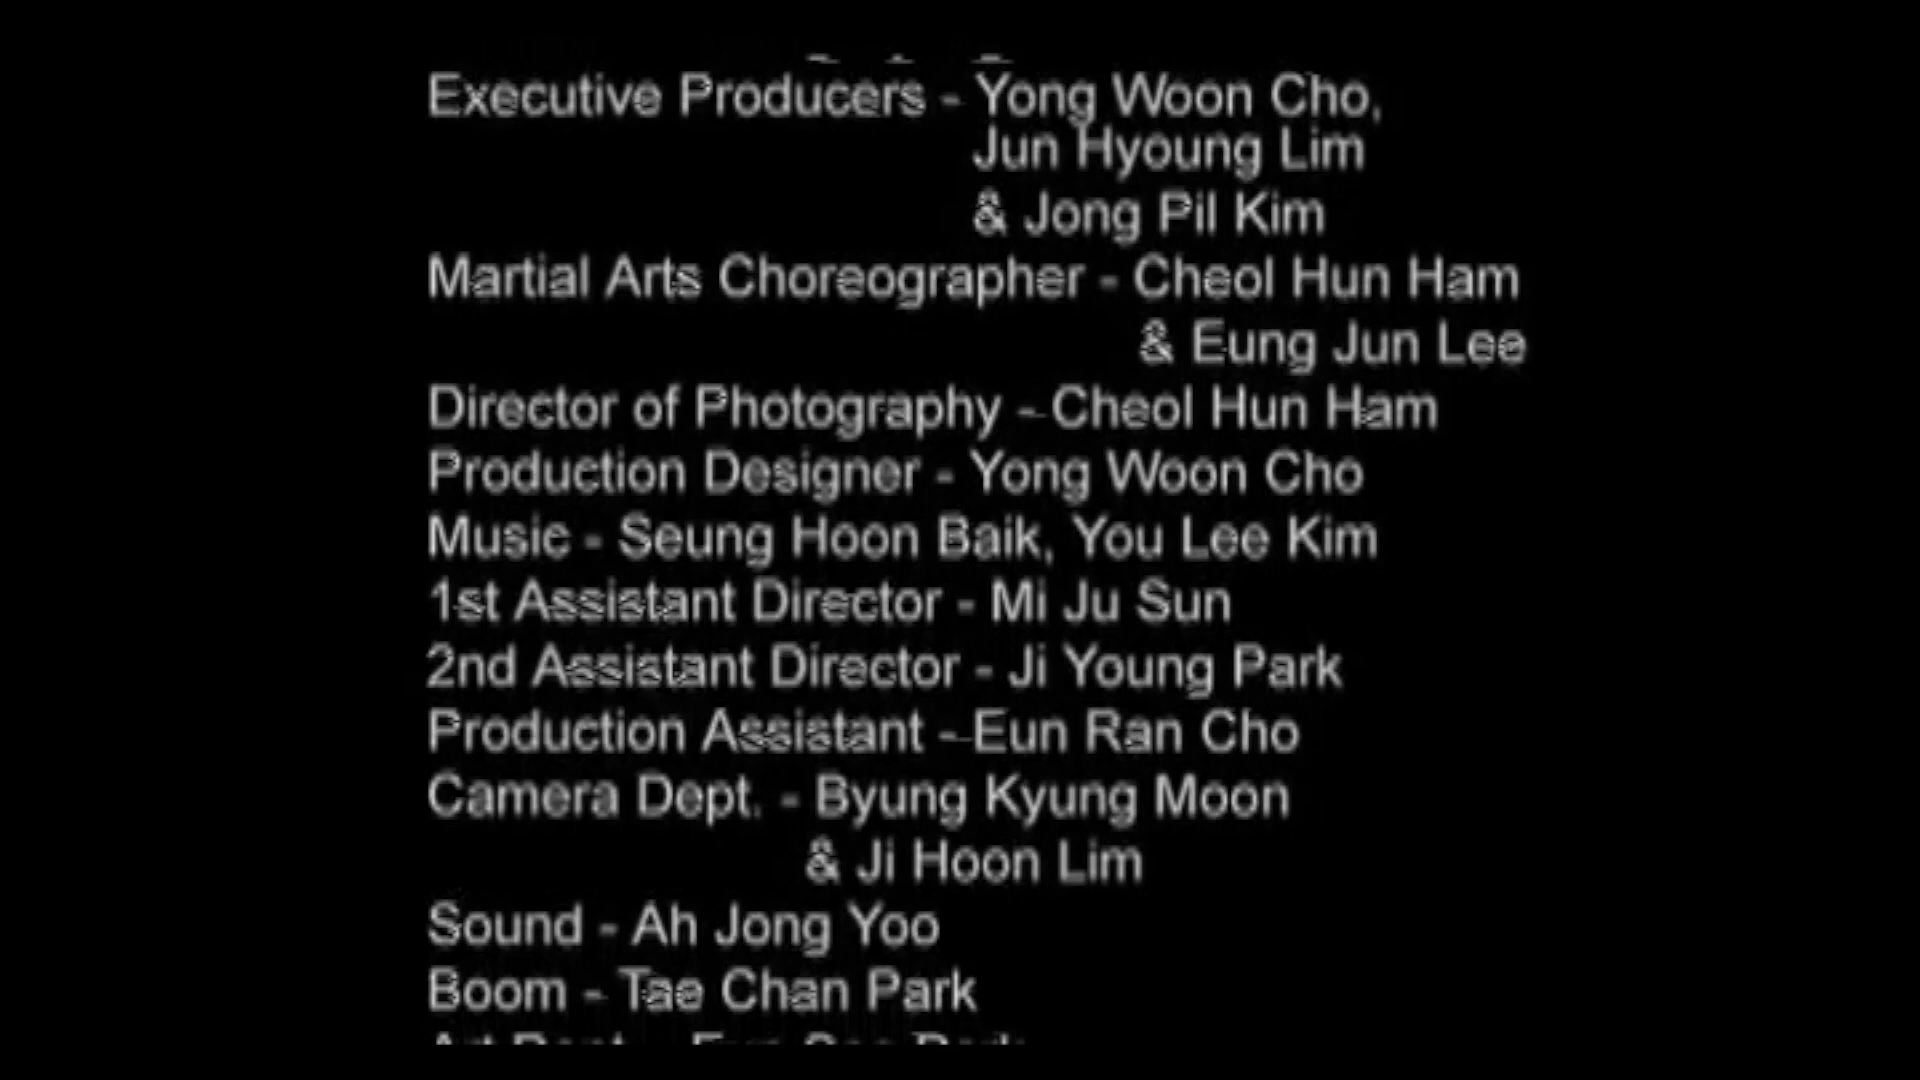 Executive Producers - Yong Woon Cho,
Jun Hyoung Lim
& Jong Pil Kim
Martial Arts Choreographer - Cheol Hun Ham
& Eung Jun Lee
Director of Photography - Cheol Hun Ham
Production Designer - Yong Woon Cho
Music - Seung Hoon Baik, You Lee Kim
1st Assistant Director - Mi Ju Sun
2nd Assistant Director - Ji Young Park
Production Assistant - Eun Ran Cho
Camera Dept. - Byung Kyung Moon
& Ji Hoon Lim
Sound - Ah Jong Yoo
Boom - Tae Chan Park